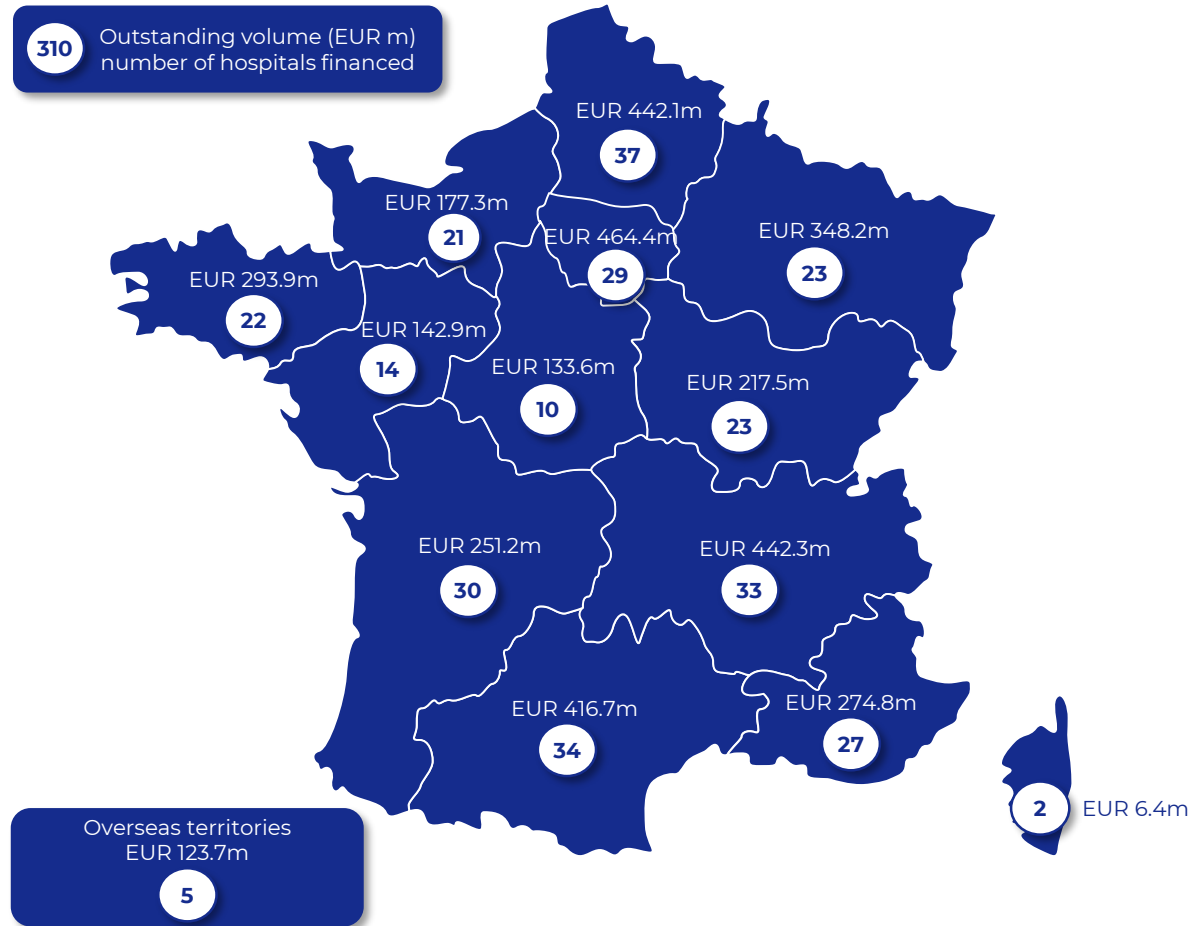 310
Outstanding volume (EUR m)
number of hospitals financed
EUR 442.1m
37
EUR 177.3m
21
EUR 464.4m
29
EUR 348.2m
23
EUR 293.9m
22
EUR 142.9m
14
EUR 133.6m
10
EUR 217.5m
23
EUR 251.2m
30
EUR 442.3m
33
EUR 416.7m
34
EUR 274.8m
27
2
EUR 6.4m
Overseas territories
EUR 123.7m
5